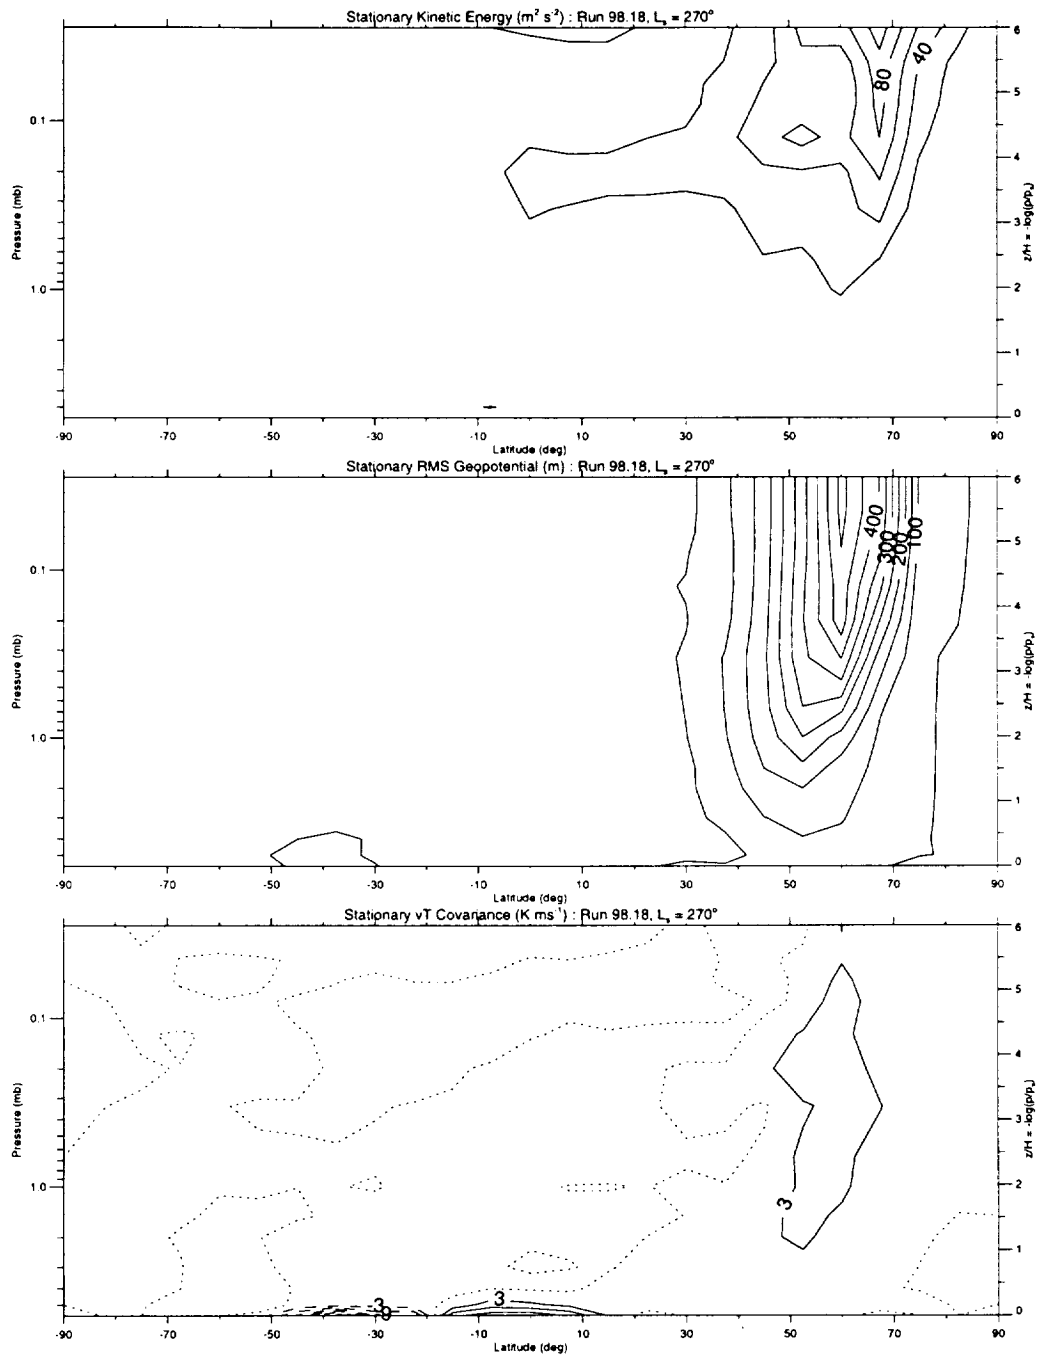 Stationary Kinetic Energy (m² s⁻²) : Run 98.18, Lₛ = 270°
6
40
80
5
0.1
4
Pressure (mb)
z/H = -log(p/pₛ)
3
1.0
2
1
0
-90 -70 -50 -30 -10 10 30 50 70 90
Latitude (deg)
Stationary RMS Geopotential (m) : Run 98.18, Lₛ = 270°
6
400
300
200
100
5
0.1
4
Pressure (mb)
z/H = -log(p/pₛ)
3
1.0
2
1
0
-90 -70 -50 -30 -10 10 30 50 70 90
Latitude (deg)
Stationary vT Covariance (K ms⁻¹) : Run 98.18, Lₛ = 270°
6
5
0.1
4
Pressure (mb)
z/H = -log(p/pₛ)
3
1.0
2
3
1
3
3
9
0
-90 -70 -50 -30 -10 10 30 50 70 90
Latitude (deg)